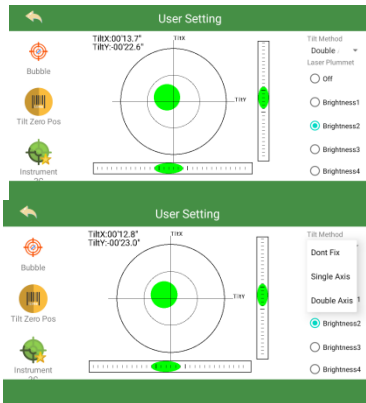 User Setting
TiltX:00'13.7"
TiltY:-00'22.6"
TiltX
TiltY
Bubble
Tilt Zero Pos
Instrument
Tilt Method
Double
Laser Plummet
Off
Brightness1
Brightness2
Brightness3
Brightness4
User Setting
TiltX:00'12.8"
TiltY:-00'23.0"
TiltX
TiltY
Bubble
Tilt Zero Pos
Instrument
Tilt Method
Dont Fix
Single Axis
Double Axis
1
Brightness2
Brightness3
Brightness4